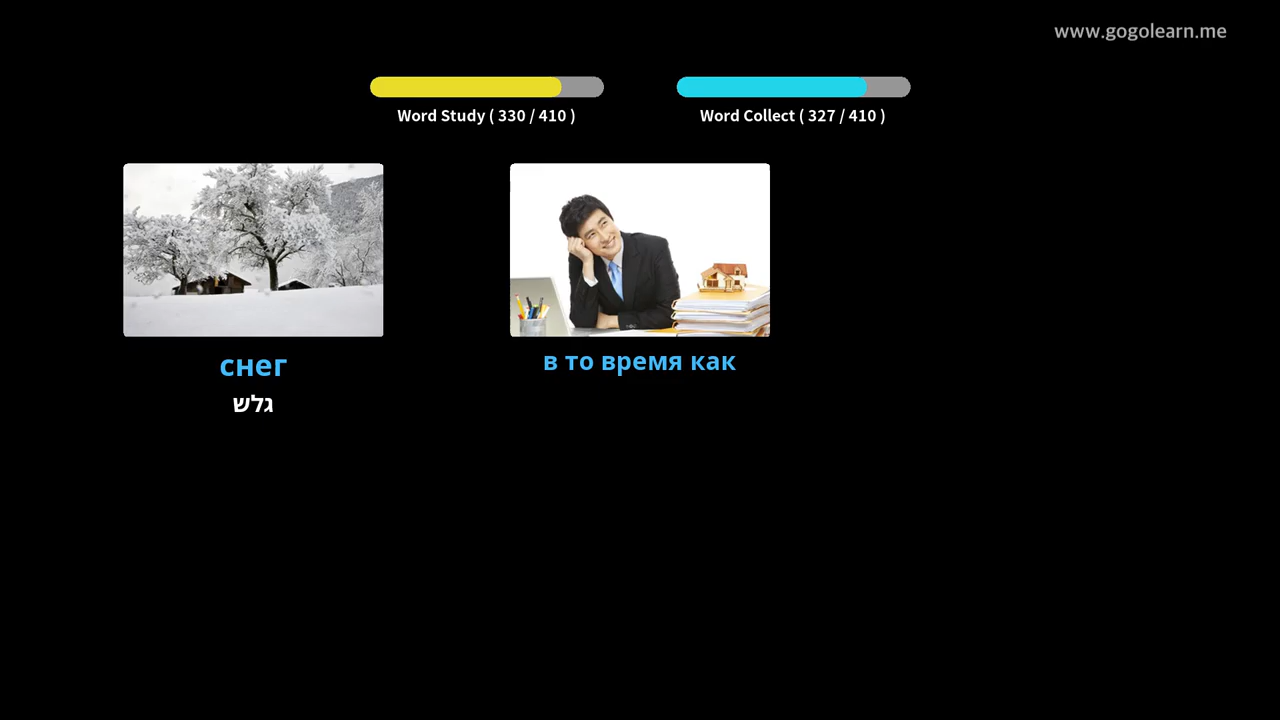 www.gogolearn.me
Word Study ( 330 / 410 )
Word Collect ( 327 / 410 )
снег
גלש
в то время как